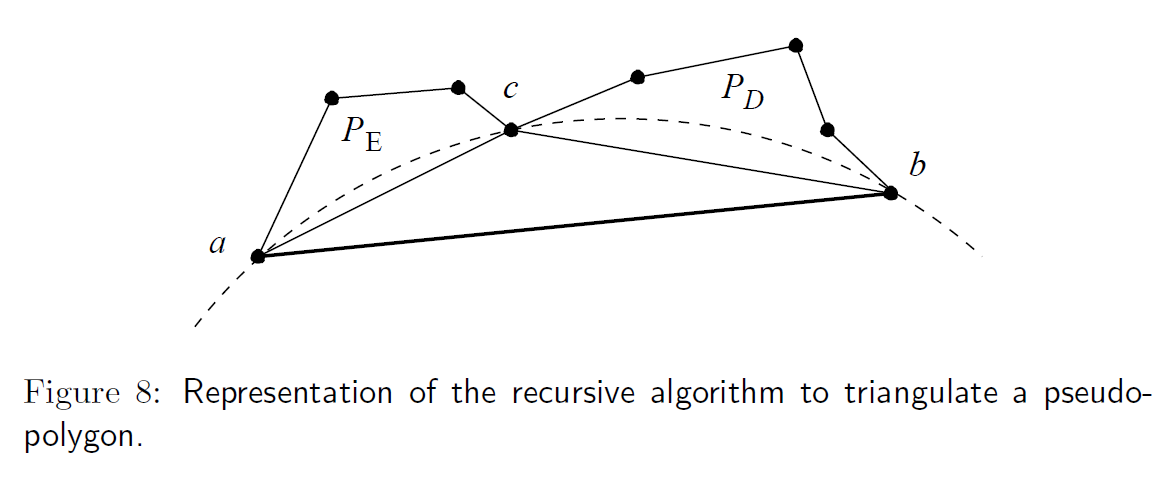 c
P_D
P_E
b
a
Figure 8: Representation of the recursive algorithm to triangulate a pseudo-
polygon.